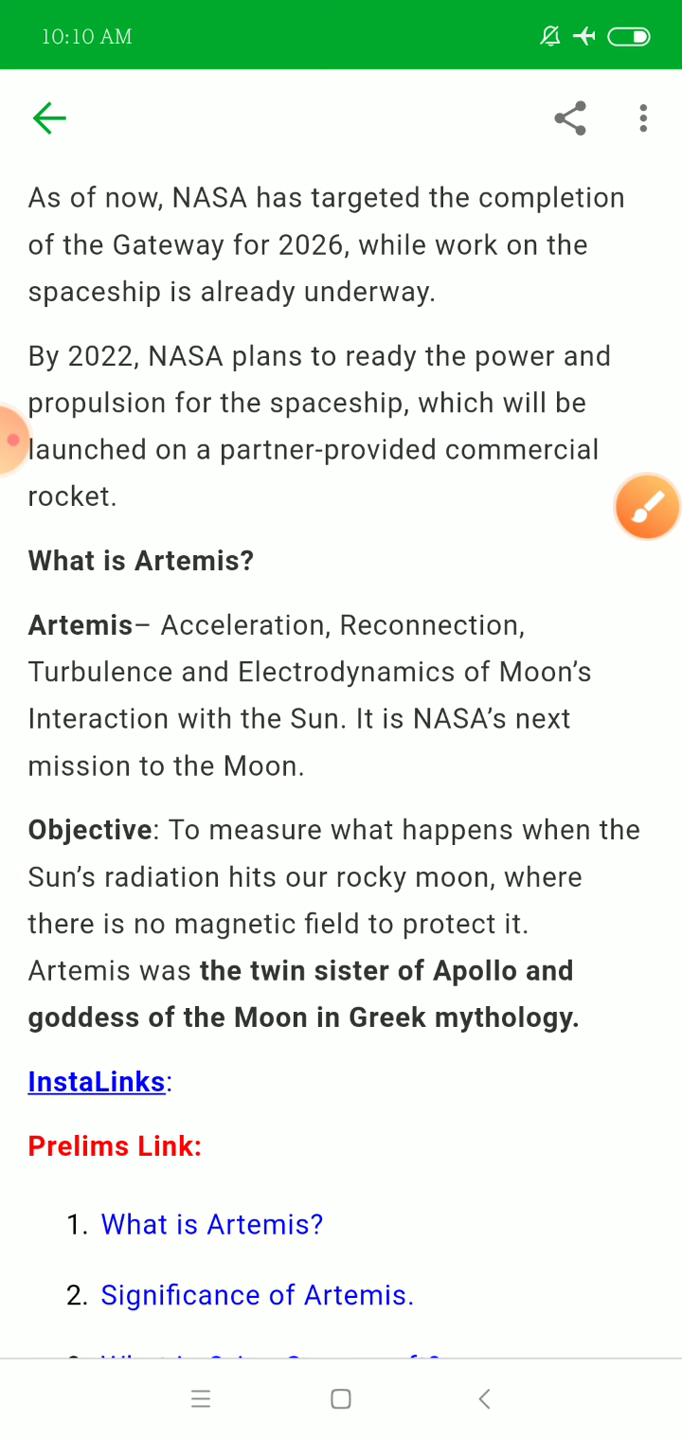 10:10 AM
As of now, NASA has targeted the completion
of the Gateway for 2026, while work on the
spaceship is already underway.
By 2022, NASA plans to ready the power and
propulsion for the spaceship, which will be
launched on a partner-provided commercial
rocket.
What is Artemis?
Artemis– Acceleration, Reconnection,
Turbulence and Electrodynamics of Moon’s
Interaction with the Sun. It is NASA’s next
mission to the Moon.
Objective: To measure what happens when the
Sun’s radiation hits our rocky moon, where
there is no magnetic field to protect it.
Artemis was the twin sister of Apollo and
goddess of the Moon in Greek mythology.
InstaLinks:
Prelims Link:
1. What is Artemis?
2. Significance of Artemis.